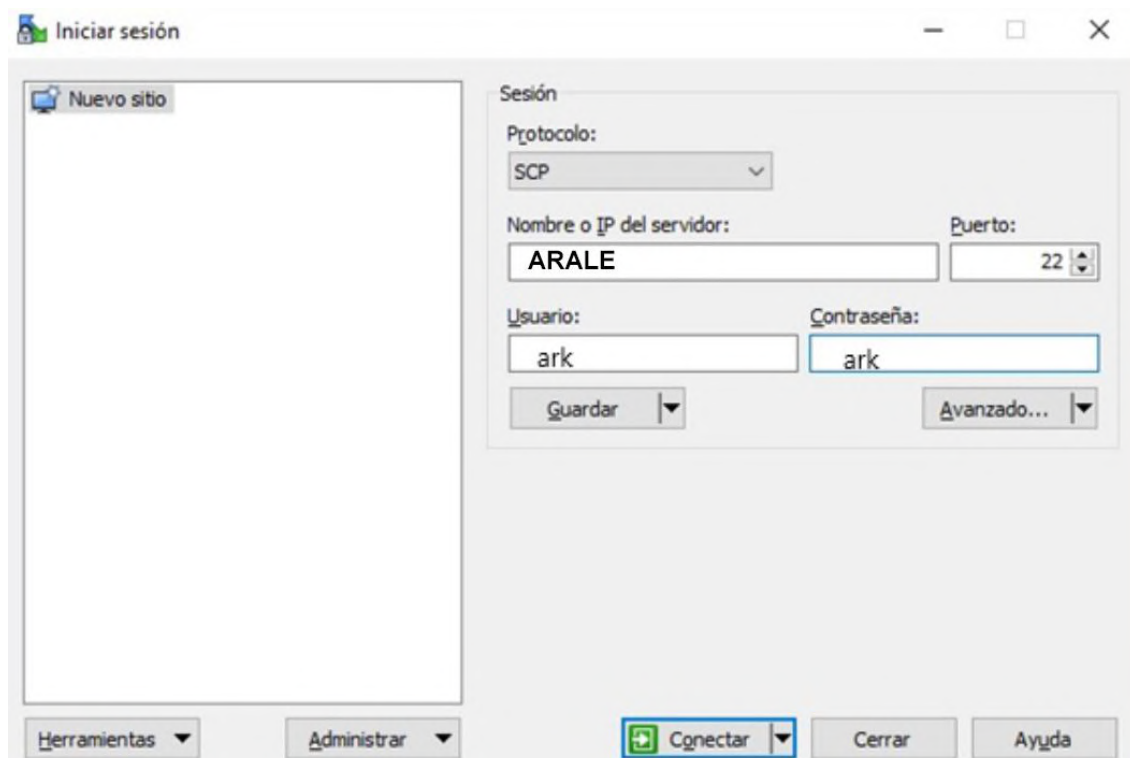 Iniciar sesión
Nuevo sitio
Sesión
Protocolo:
SCP
Nombre o IP del servidor:
Puerto:
ARALE
22
Usuario:
Contraseña:
ark
ark
Guardar
Avanzado...
Herramientas
Administrar
Conectar
Cerrar
Ayuda